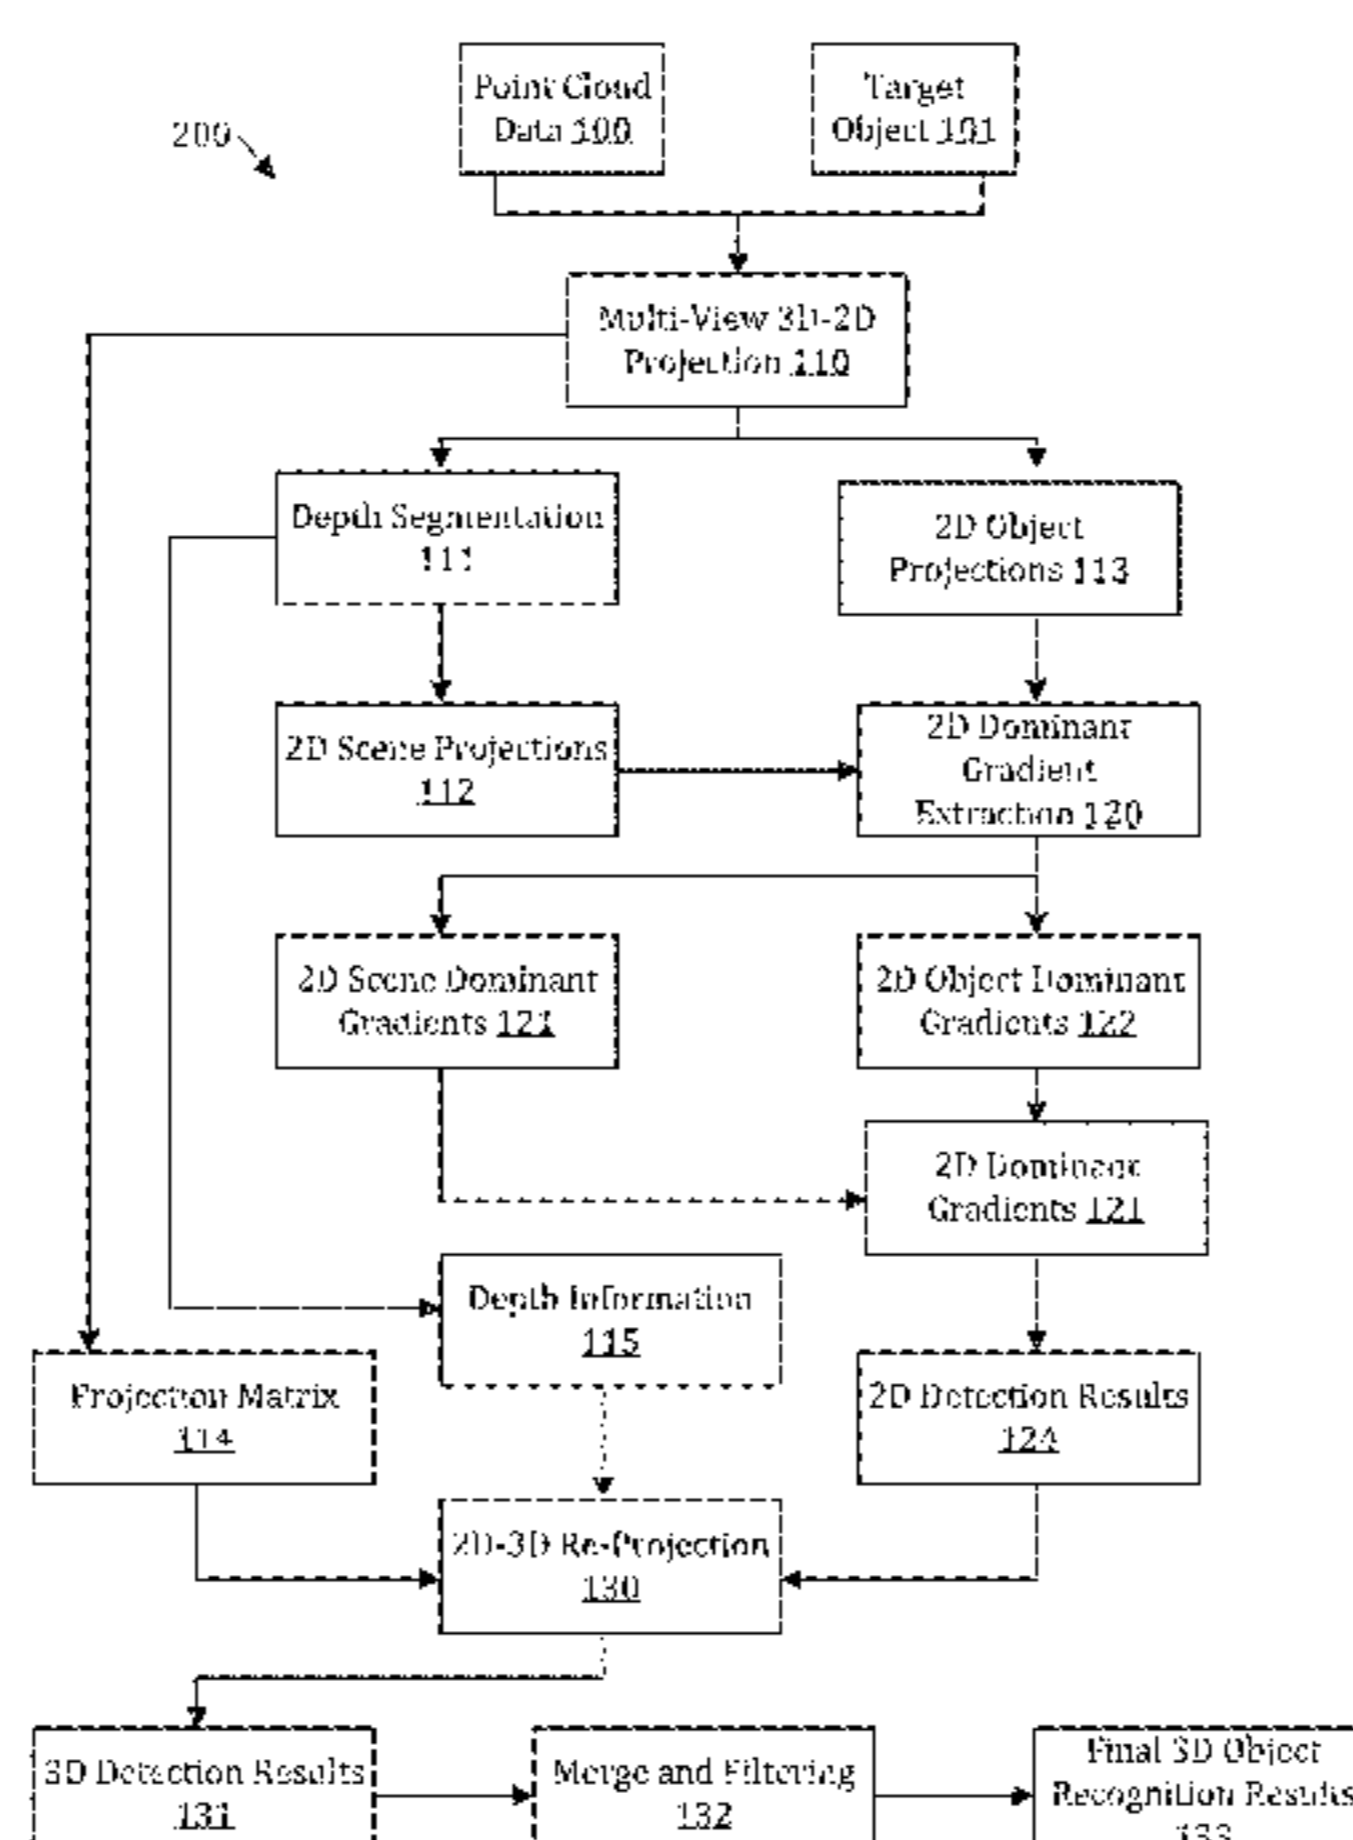 Point Cloud
Data 100
Target
Object 101
200
Multi-View 3D-2D
Projection 110
Depth Segmentation
111
2D Object
Projections 113
2D Scene Projections
112
2D Dominant
Gradient
Extraction 120
2D Scene Dominant
Gradients 121
2D Object Dominant
Gradients 122
2D Dominant
Gradients 121
Depth Information
115
Projection Matrix
114
2D Detection Results
124
2D-3D Re-Projection
130
3D Detection Results
131
Merge and Filtering
132
Final 3D Object
Recognition Results
133